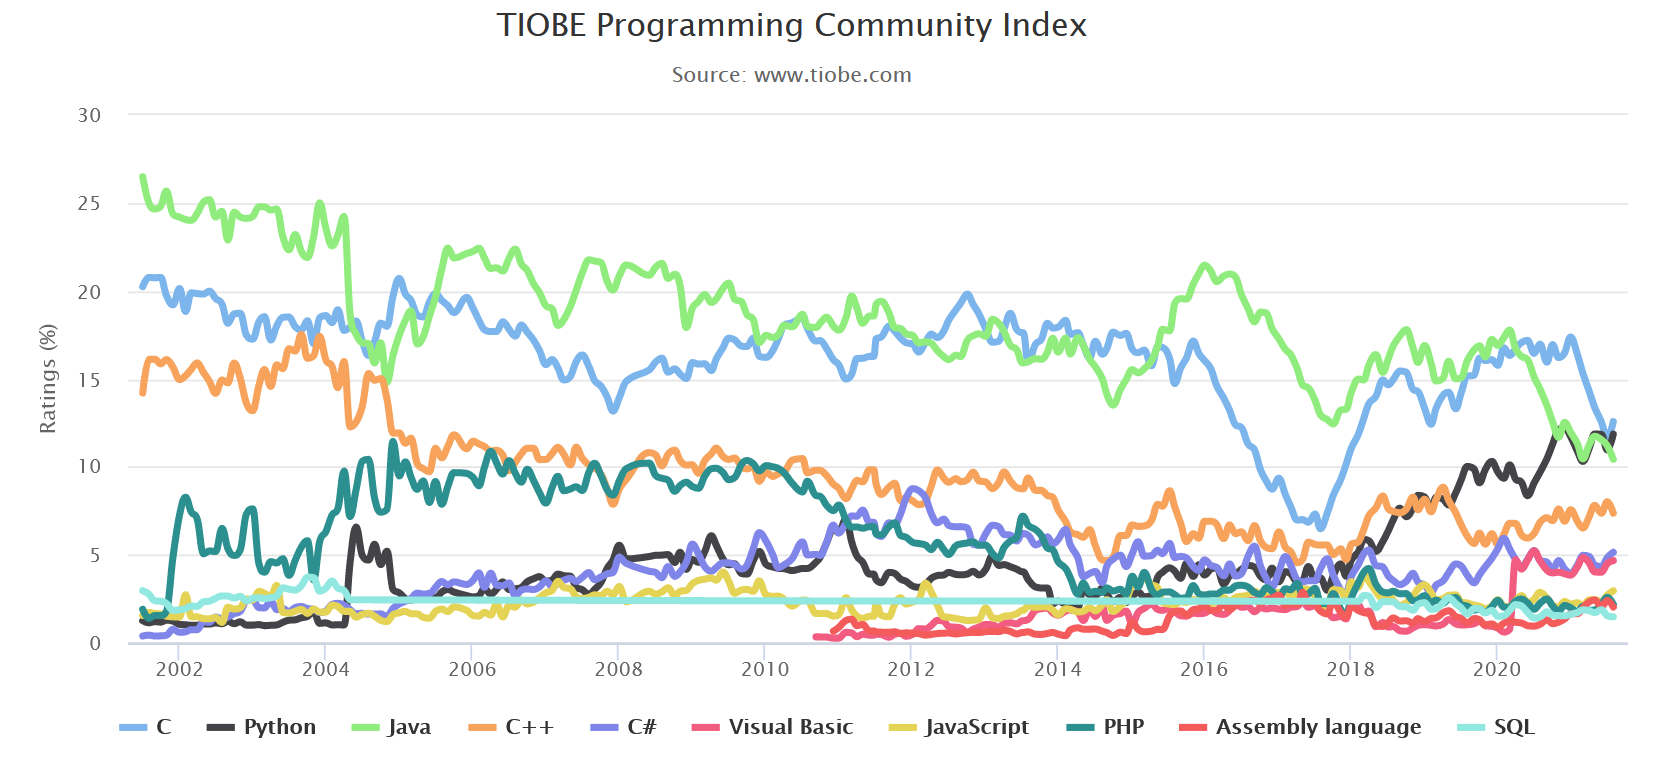 TIOBE Programming Community Index
Source: www.tiobe.com
Ratings (%)
30
25
20
15
10
5
0
2002 2004 2006 2008 2010 2012 2014 2016 2018 2020
C Python Java C++ C# Visual Basic JavaScript PHP Assembly language SQL